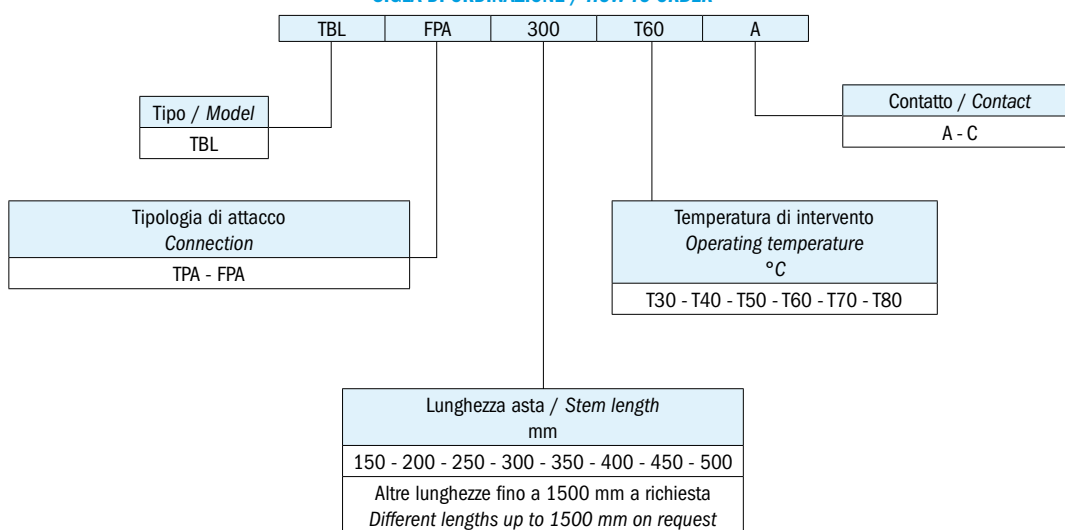 TBL FPA 300 T60 A
Tipo / Model
TBL
Contatto / Contact
A - C
Tipologia di attacco
Connection
TPA - FPA
Temperatura di intervento
Operating temperature
°C
T30 - T40 - T50 - T60 - T70 - T80
Lunghezza asta / Stem length
mm
150 - 200 - 250 - 300 - 350 - 400 - 450 - 500
Altre lunghezze fino a 1500 mm a richiesta
Different lengths up to 1500 mm on request